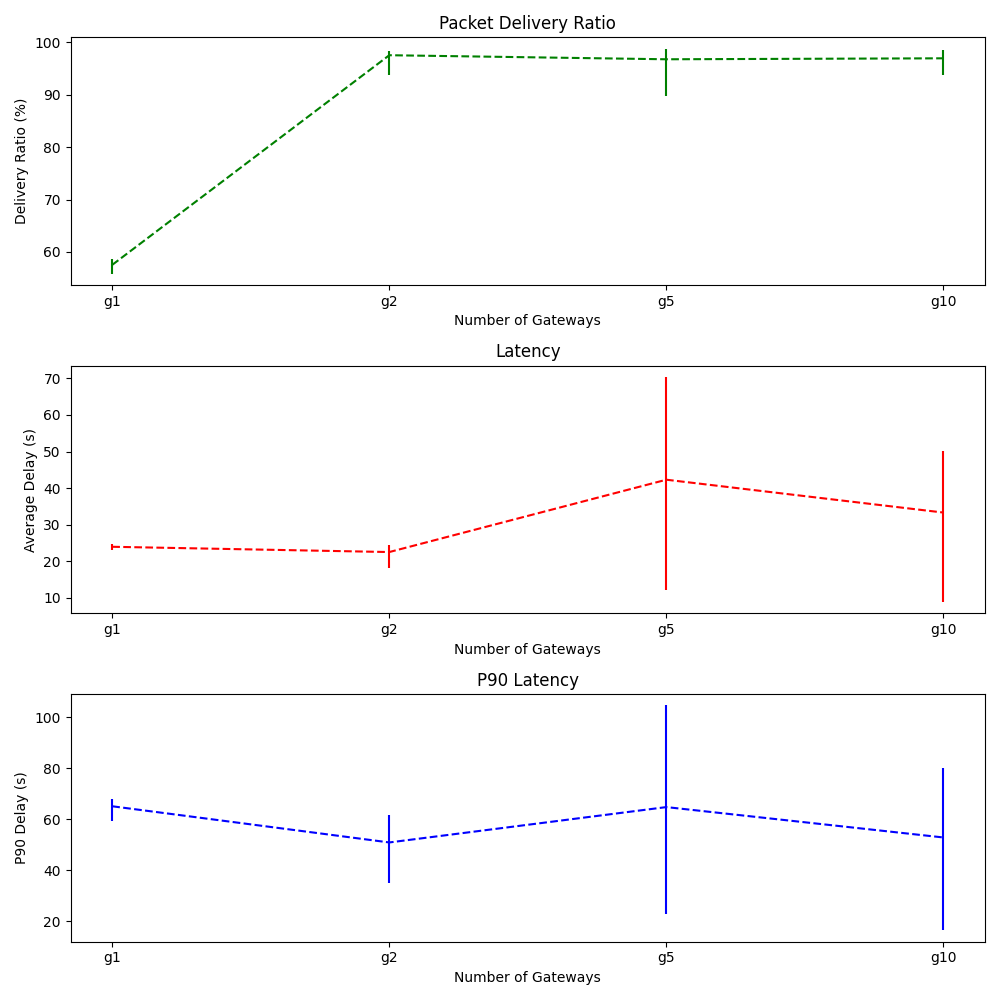 Packet Delivery Ratio
100
90
80
70
60
Delivery Ratio (%)
g1 g2 g5 g10
Number of Gateways
Latency
70
60
50
40
30
20
10
Average Delay (s)
g1 g2 g5 g10
Number of Gateways
P90 Latency
100
80
60
40
20
P90 Delay (s)
g1 g2 g5 g10
Number of Gateways